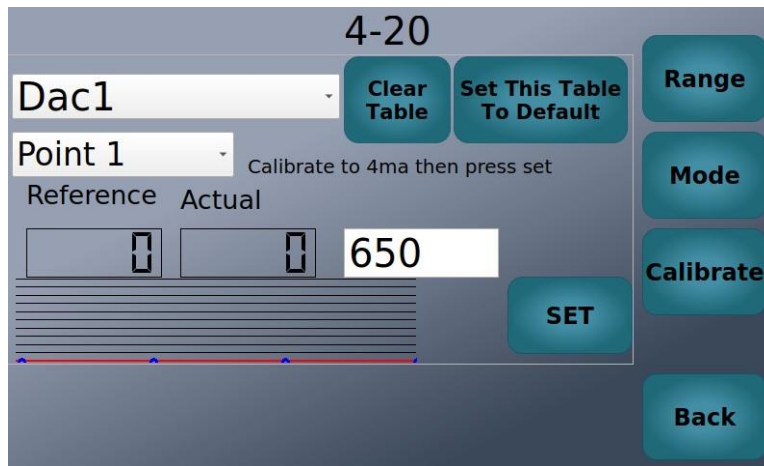 4-20
Dac1
Clear
Table
Set This Table
To Default
Range
Point 1
Calibrate to 4ma then press set
Mode
Reference
Actual
0
0
650
Calibrate
SET
Back